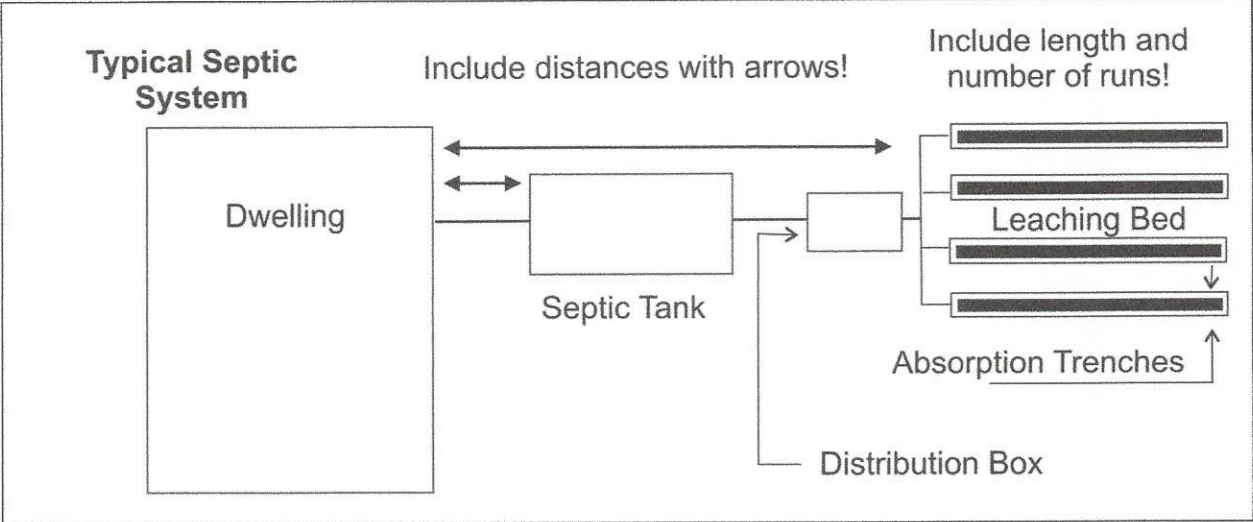 Typical Septic
System
Include distances with arrows!
Include length and
number of runs!
Dwelling
Septic Tank
Leaching Bed
Absorption Trenches
Distribution Box